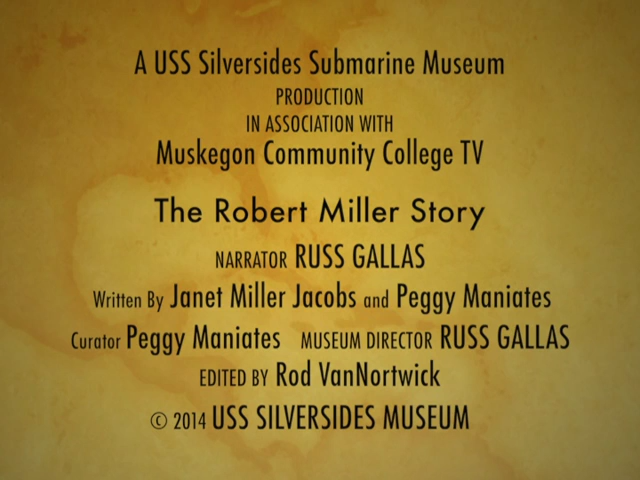 A USS Silversides Submarine Museum
PRODUCTION
IN ASSOCIATION WITH
Muskegon Community College TV
The Robert Miller Story
NARRATOR RUSS GALLAS
Written By Janet Miller Jacobs and Peggy Maniates
Curator Peggy Maniates MUSEUM DIRECTOR RUSS GALLAS
EDITED BY Rod VanNortwick
© 2014 USS SILVERSIDES MUSEUM